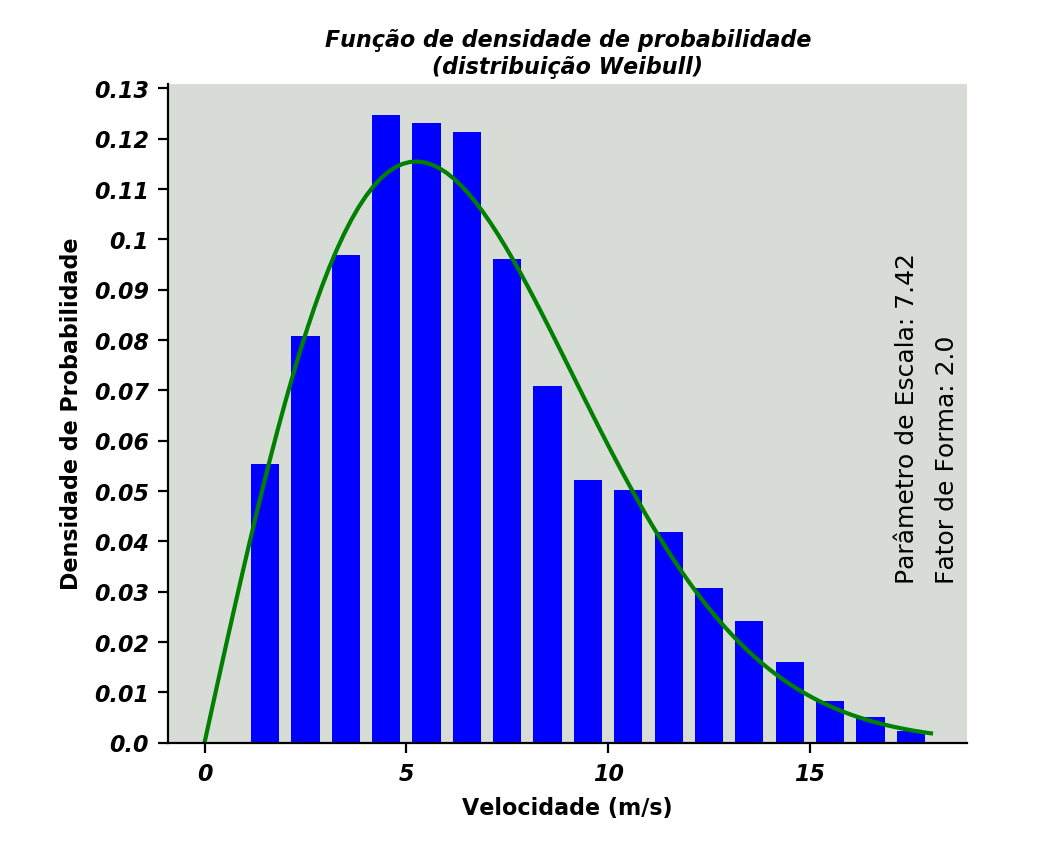 Função de densidade de probabilidade
(distribuição Weibull)
0.13
0.12
0.11
0.1
0.09
0.08
0.07
0.06
0.05
0.04
0.03
0.02
0.01
0.0
Densidade de Probabilidade
Parâmetro de Escala: 7.42
Fator de Forma: 2.0
0 5 10 15
Velocidade (m/s)